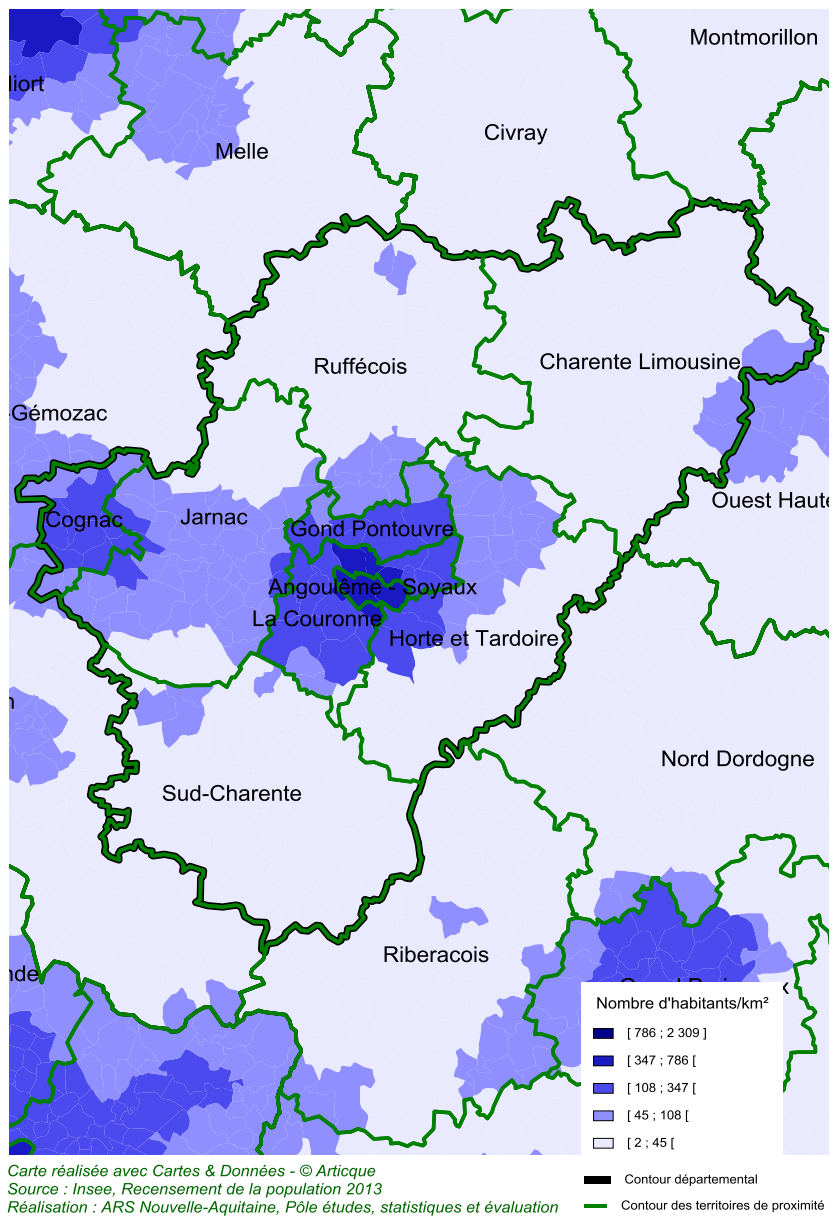 Montmorillon
Civray
Melle
Ruffécois
Charente Limousine
-Gémozac
Ouest Haute
Cognac
Jarnac
Gond Pontouvre
Angoulême - Soyaux
La Couronne
Horte et Tardoire
Nord Dordogne
Sud-Charente
Riberacois
Nombre d'habitants/km²
[ 786 ; 2 309 ]
[ 347 ; 786 [
[ 108 ; 347 [
[ 45 ; 108 [
[ 2 ; 45 [
Carte réalisée avec Cartes & Données - © Articque
Source : Insee, Recensement de la population 2013
Réalisation : ARS Nouvelle-Aquitaine, Pôle études, statistiques et évaluation
Contour départemental
Contour des territoires de proximité